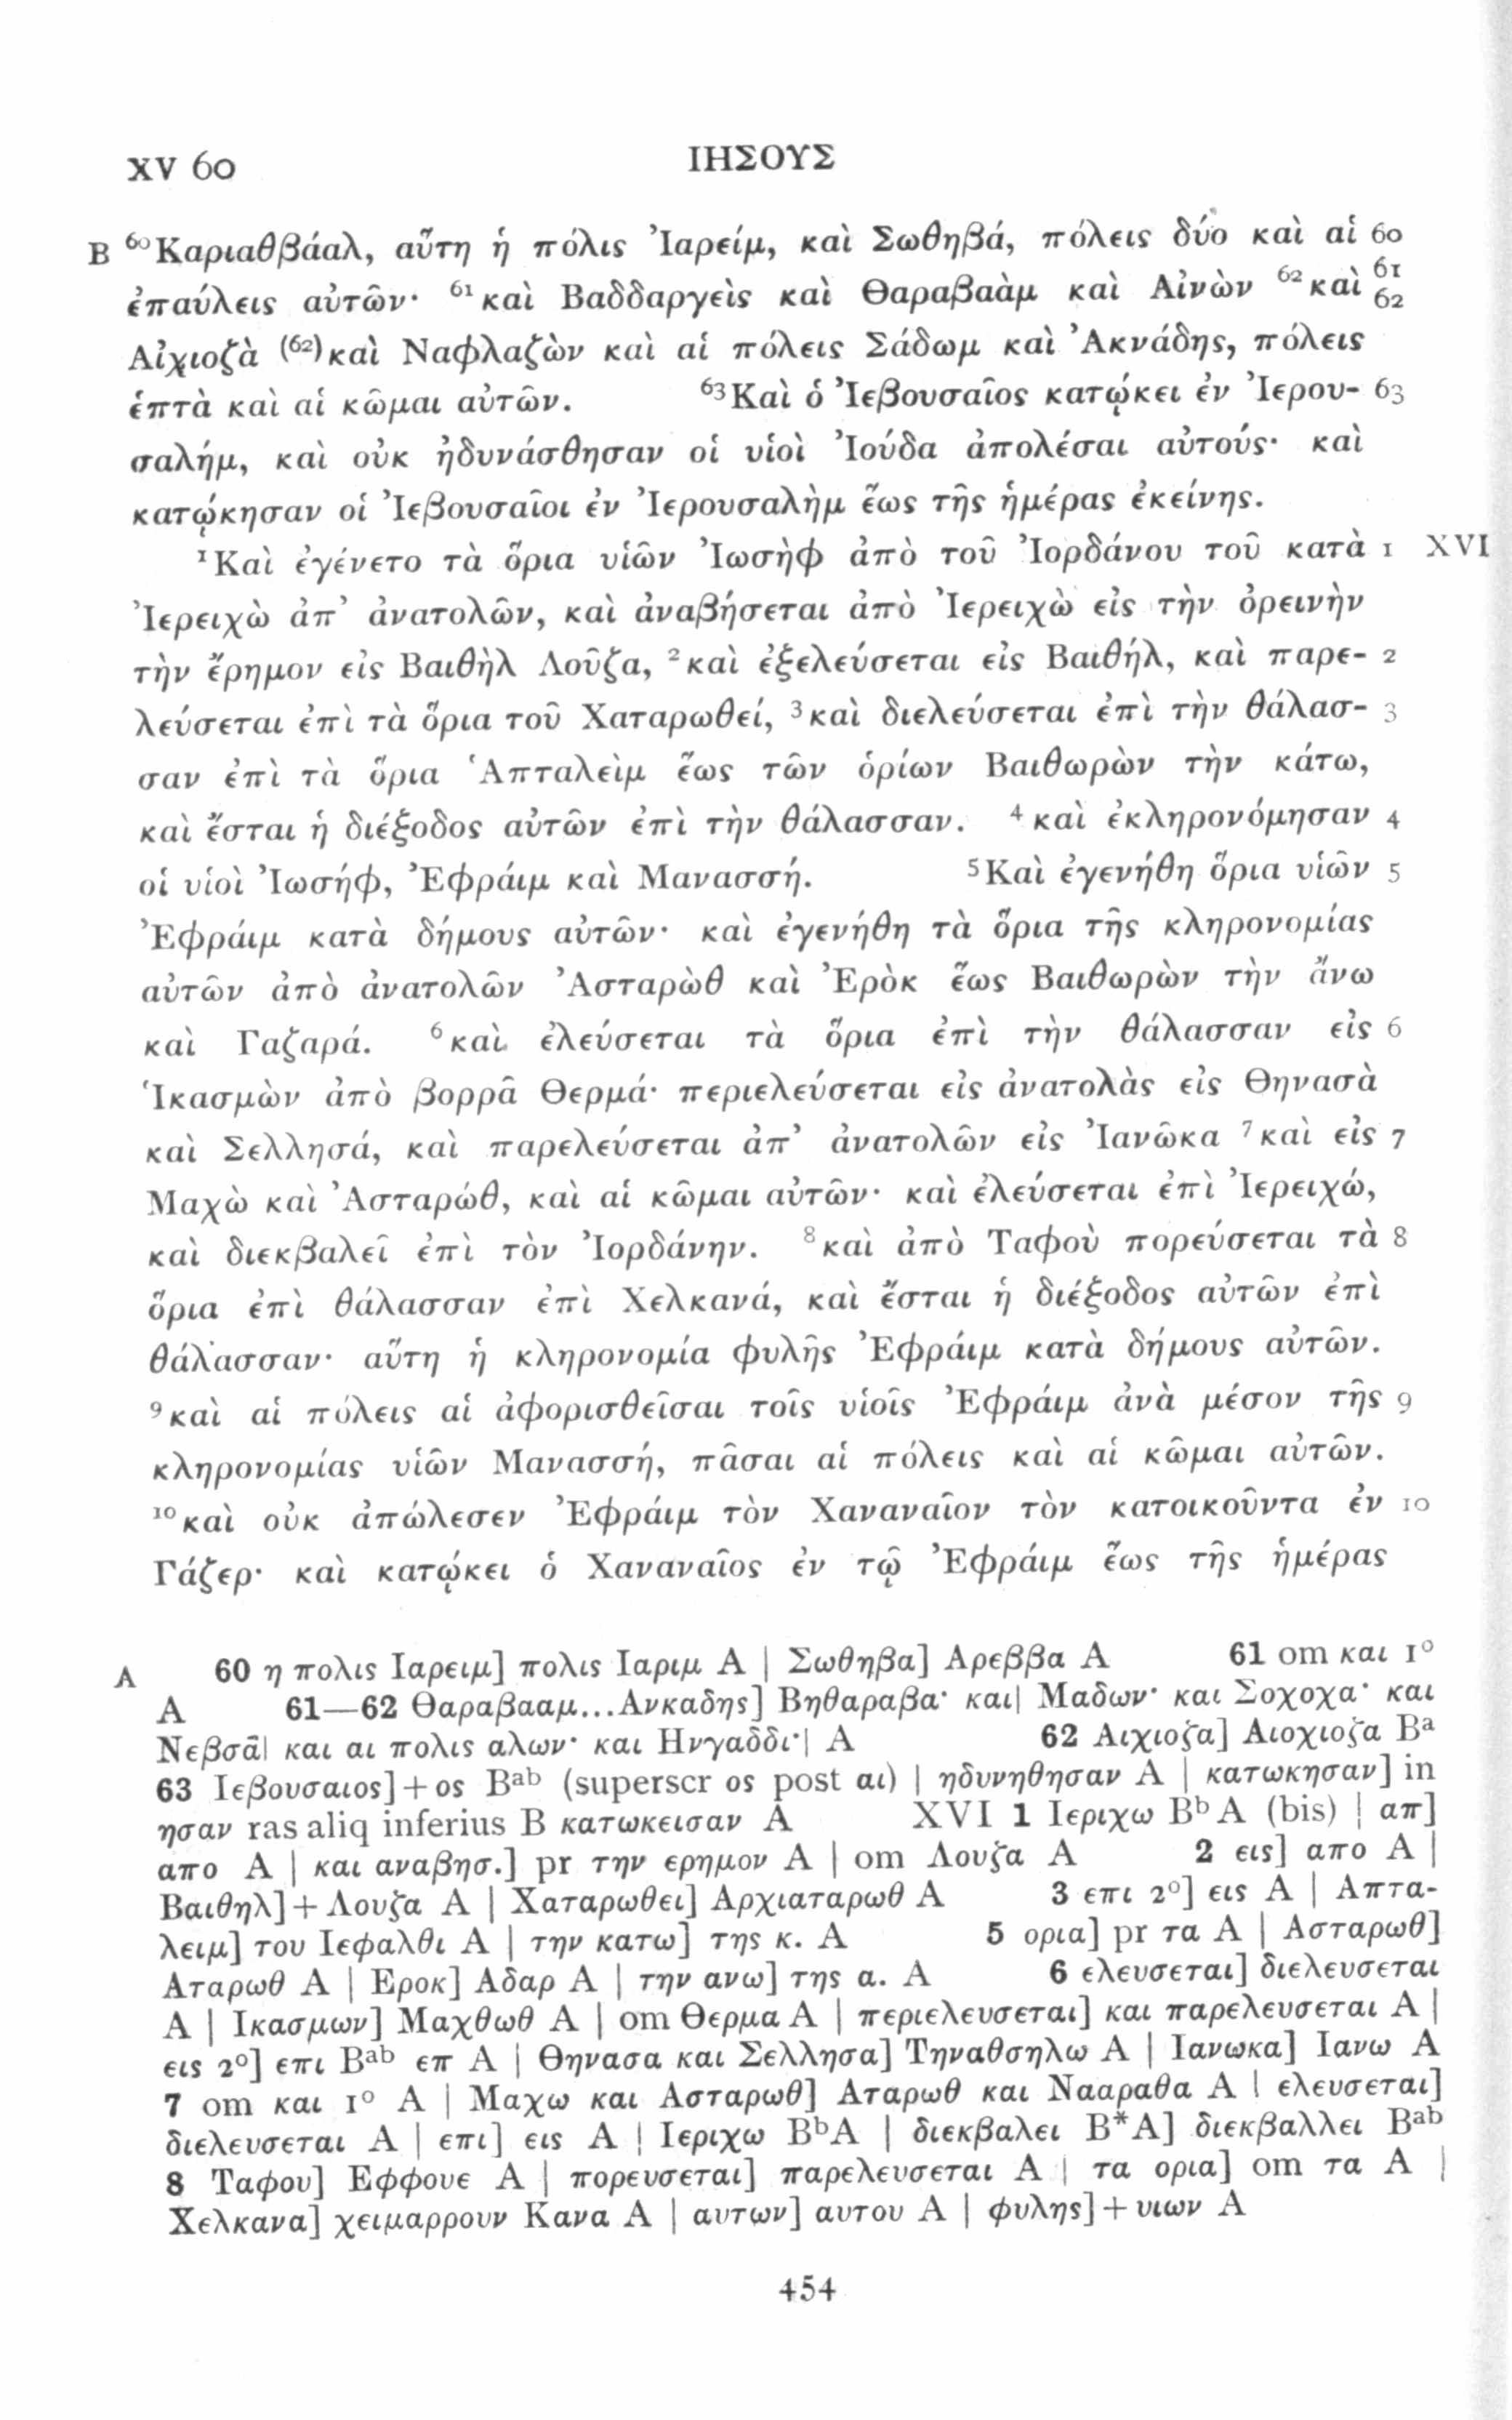 XV 60 ΙΗΣΟΥΣ
B ⁶⁰Καριαθβάαλ, αὕτη ἡ πόλις Ἰαρείμ, καὶ Σωθηβά, πόλεις δύο καὶ αἱ 60
ἐπαύλεις αὐτῶν· ⁶¹καὶ Βαδδαργεὶς καὶ Θαραβαὰμ καὶ Αἰνὼν ⁶²καὶ 61 62
Αἰχιοζὰ (⁶²)καὶ Ναφλαζὼν καὶ αἱ πόλεις Σάδωμ καὶ Ἀκνάδης, πόλεις
ἑπτὰ καὶ αἱ κῶμαι αὐτῶν. ⁶³Καὶ ὁ Ἰεβουσαῖος κατῴκει ἐν Ἰερου- 63
σαλήμ, καὶ οὐκ ἠδυνάσθησαν οἱ υἱοὶ Ἰούδα ἀπολέσαι αὐτούς· καὶ
κατῴκησαν οἱ Ἰεβουσαῖοι ἐν Ἰερουσαλὴμ ἕως τῆς ἡμέρας ἐκείνης.
¹Καὶ ἐγένετο τὰ ὅρια υἱῶν Ἰωσὴφ ἀπὸ τοῦ Ἰορδάνου τοῦ κατὰ 1 XVI
Ἰερειχὼ ἀπ᾽ ἀνατολῶν, καὶ ἀναβήσεται ἀπὸ Ἰερειχὼ εἰς τὴν ὀρεινὴν
τὴν ἔρημον εἰς Βαιθὴλ Λοῦζα, ²καὶ ἐξελεύσεται εἰς Βαιθήλ, καὶ παρε- 2
λεύσεται ἐπὶ τὰ ὅρια τοῦ Χαταρωθεί, ³καὶ διελεύσεται ἐπὶ τὴν θάλασ- 3
σαν ἐπὶ τὰ ὅρια Ἁπταλεὶμ ἕως τῶν ὁρίων Βαιθωρὼν τὴν κάτω,
καὶ ἔσται ἡ διέξοδος αὐτῶν ἐπὶ τὴν θάλασσαν. ⁴καὶ ἐκληρονόμησαν 4
οἱ υἱοὶ Ἰωσήφ, Ἐφράιμ καὶ Μανασσή. ⁵Καὶ ἐγενήθη ὅρια υἱῶν 5
Ἐφράιμ κατὰ δήμους αὐτῶν· καὶ ἐγενήθη τὰ ὅρια τῆς κληρονομίας
αὐτῶν ἀπὸ ἀνατολῶν Ἀσταρὼθ καὶ Ἐρὸκ ἕως Βαιθωρὼν τὴν ἄνω
καὶ Γαζαρά. ⁶καὶ ἐλεύσεται τὰ ὅρια ἐπὶ τὴν θάλασσαν εἰς 6
Ἱκασμὼν ἀπὸ βορρᾶ Θερμά· περιελεύσεται εἰς ἀνατολὰς εἰς Θηνασὰ
καὶ Σελλησά, καὶ παρελεύσεται ἀπ᾽ ἀνατολῶν εἰς Ἰανῶκα ⁷καὶ εἰς 7
Μαχὼ καὶ Ἀσταρώθ, καὶ αἱ κῶμαι αὐτῶν· καὶ ἐλεύσεται ἐπὶ Ἰερειχώ,
καὶ διεκβαλεῖ ἐπὶ τὸν Ἰορδάνην. ⁸καὶ ἀπὸ Ταφοὺ πορεύσεται τὰ 8
ὅρια ἐπὶ θάλασσαν ἐπὶ Χελκανά, καὶ ἔσται ἡ διέξοδος αὐτῶν ἐπὶ
θάλασσαν· αὕτη ἡ κληρονομία φυλῆς Ἐφράιμ κατὰ δήμους αὐτῶν.
⁹καὶ αἱ πόλεις αἱ ἀφορισθεῖσαι τοῖς υἱοῖς Ἐφράιμ ἀνὰ μέσον τῆς 9
κληρονομίας υἱῶν Μανασσή, πᾶσαι αἱ πόλεις καὶ αἱ κῶμαι αὐτῶν.
¹⁰καὶ οὐκ ἀπώλεσεν Ἐφράιμ τὸν Χαναναῖον τὸν κατοικοῦντα ἐν 10
Γάζερ· καὶ κατῴκει ὁ Χαναναῖος ἐν τῷ Ἐφράιμ ἕως τῆς ἡμέρας
A 60 η πολις Ιαρειμ] πολις Ιαριμ A | Σωθηβα] Αρεββα A 61 om και 1°
A 61—62 Θαραβααμ...Ανκαδης] Βηθαραβα· και| Μαδων· και Σοχοχα· και
Νεβσᾶ| και αι πολις αλων· και Ηνγαδδι·| A 62 Αιχιοζα] Αιοχιοζα Bᵃ
63 Ιεβουσαιος]+ος Bᵃᵇ (superscr ος post αι) | ηδυνηθησαν A | κατωκησαν] in
ησαν ras aliq inferius B κατωκεισαν A XVI 1 Ιεριχω Bᵇ A (bis) | απ]
απο A | και αναβησ.] pr την ερημον A | om Λουζα A 2 εις] απο A |
Βαιθηλ]+Λουζα A | Χαταρωθει] Αρχιαταρωθ A 3 επι 2°] εις A | Απτα-
λειμ] του Ιεφαλθι A | την κατω] της κ. A 5 ορια] pr τα A | Ασταρωθ]
Αταρωθ A | Εροκ] Αδαρ A | την ανω] της α. A 6 ελευσεται] διελευσεται
A | Ικασμων] Μαχθωθ A | om Θερμα A | περιελευσεται] και παρελευσεται A |
εις 2°] επι Bᵃᵇ επ A | Θηνασα και Σελλησα] Τηναθσηλω A | Ιανωκα] Ιανω A
7 om και 1° A | Μαχω και Ασταρωθ] Αταρωθ και Νααραθα A | ελευσεται]
διελευσεται A | επι] εις A | Ιεριχω BᵇA | διεκβαλει B*A] διεκβαλλει Bᵃᵇ
8 Ταφου] Εφφουε A | πορευσεται] παρελευσεται A | τα ορια] om τα A |
Χελκανα] χειμαρρουν Κανα A | αυτων] αυτου A | φυλης]+υιων A
454